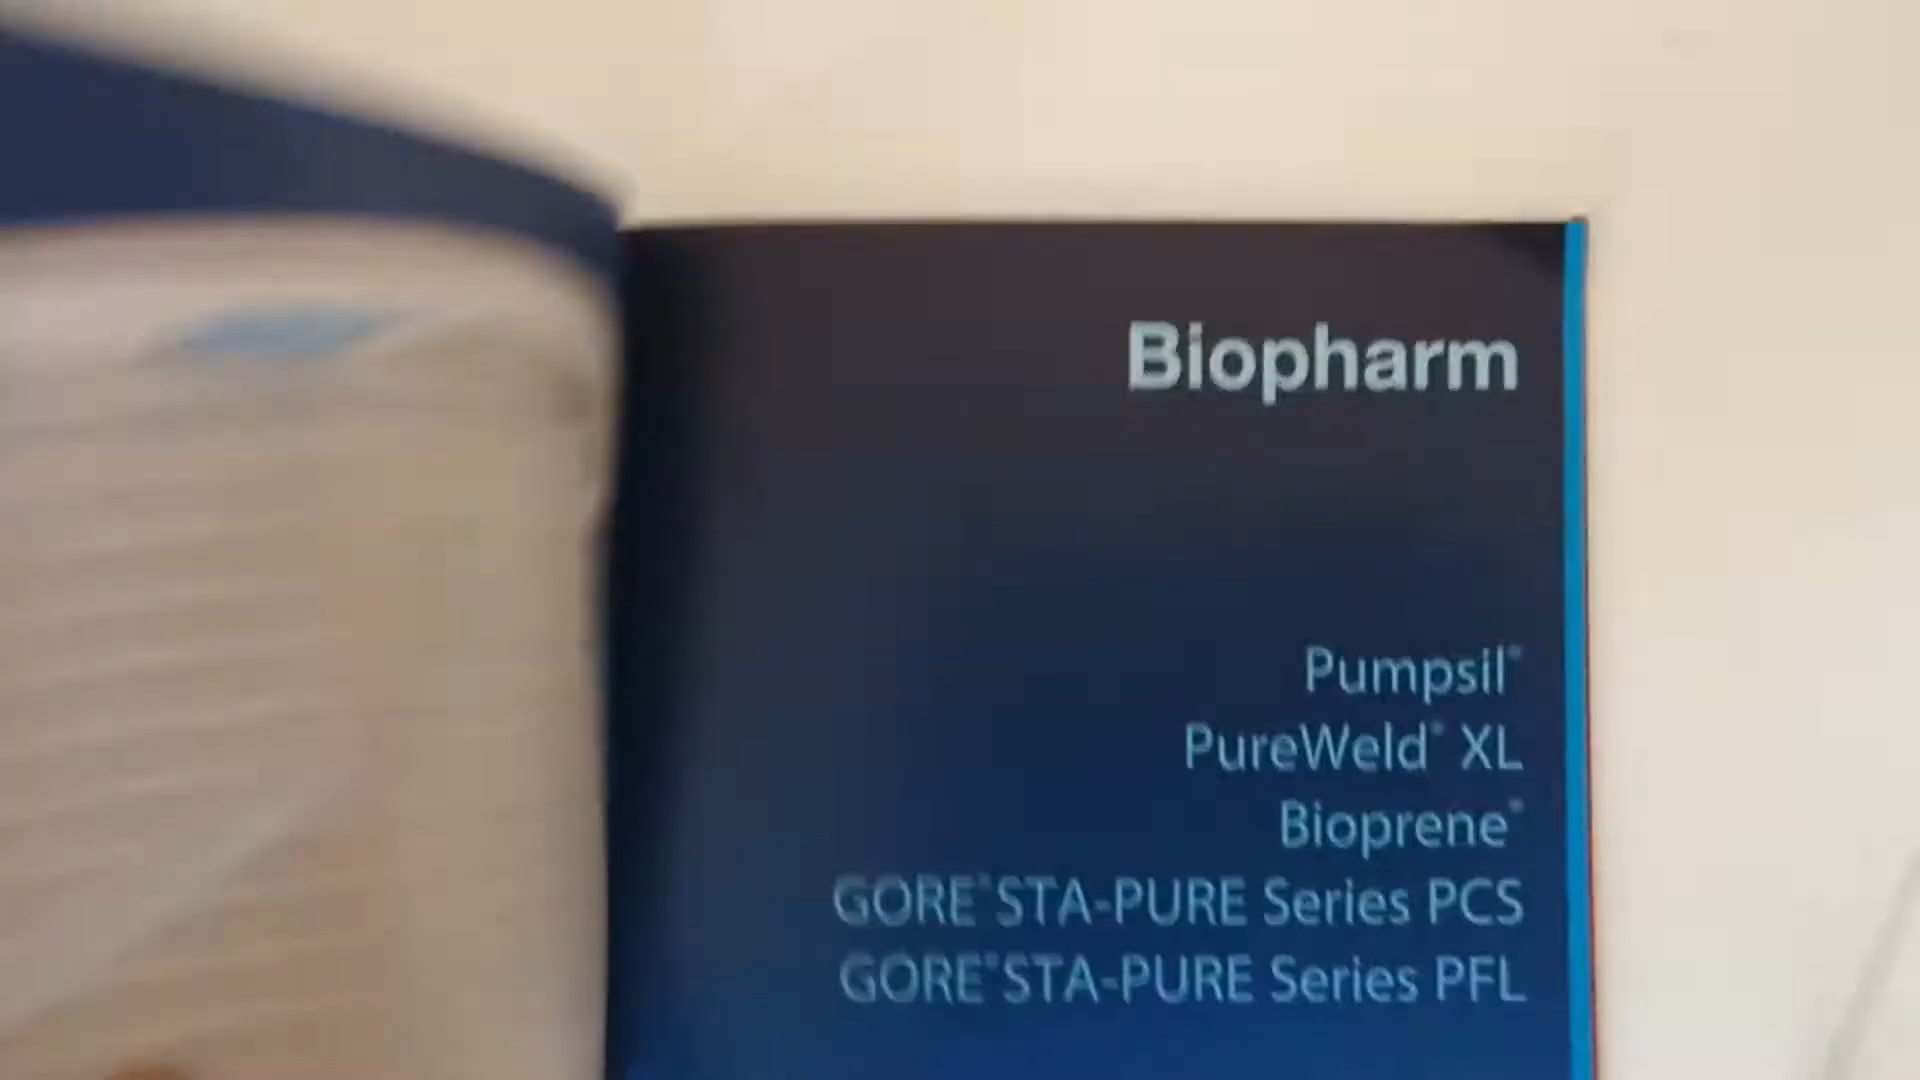 Biopharm
Pumpsil®
PureWeld® XL
Bioprene®
GORE®STA-PURE Series PCS
GORE®STA-PURE Series PFL